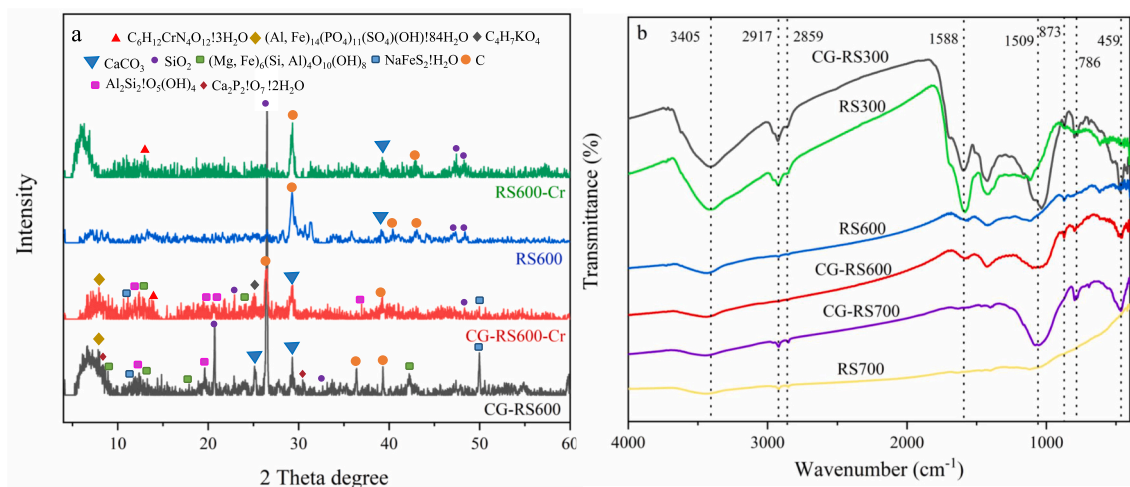 a
C₆H₁₂CrN₄O₁₂!3H₂O (Al, Fe)₁₄(PO₄)₁₁(SO₄)(OH)!84H₂O C₄H₇KO₄
CaCO₃ SiO₂ (Mg, Fe)₆(Si, Al)₄O₁₀(OH)₈ NaFeS₂!H₂O C
Al₂Si₂!O₅(OH)₄ Ca₂P₂!O₇ !2H₂O
RS600-Cr
RS600
CG-RS600-Cr
CG-RS600
Intensity
10 20 30 40 50 60
2 Theta degree
b
3405 2917 2859 1588 1509 873 459
786
CG-RS300
RS300
RS600
CG-RS600
CG-RS700
RS700
Transmittance (%)
4000 3000 2000 1000
Wavenumber (cm⁻¹)